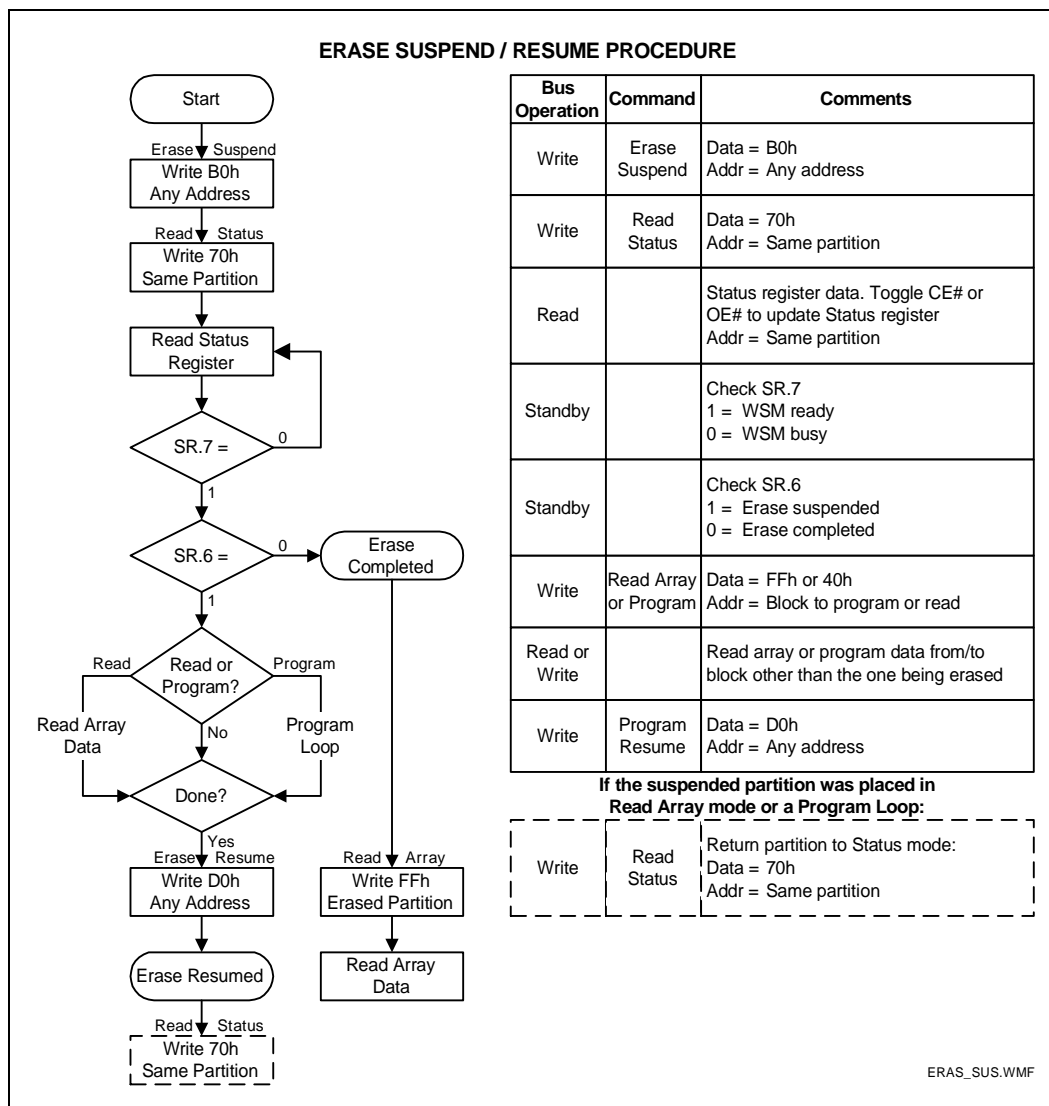 ERASE SUSPEND / RESUME PROCEDURE
Start
Erase Suspend
Write B0h
Any Address
Read Status
Write 70h
Same Partition
Read Status
Register
SR.7 =
0
1
SR.6 =
0
Erase
Completed
1
Read
Read or
Program?
Program
Read Array
Data
No
Program
Loop
Done?
Yes
Erase Resume
Write D0h
Any Address
Read Array
Write FFh
Erased Partition
Erase Resumed
Read Array
Data
Read Status
Write 70h
Same Partition
Bus
Operation
Command
Comments
Write
Erase
Suspend
Data = B0h
Addr = Any address
Write
Read
Status
Data = 70h
Addr = Same partition
Read
Status register data. Toggle CE# or
OE# to update Status register
Addr = Same partition
Standby
Check SR.7
1 = WSM ready
0 = WSM busy
Standby
Check SR.6
1 = Erase suspended
0 = Erase completed
Write
Read Array
or Program
Data = FFh or 40h
Addr = Block to program or read
Read or
Write
Read array or program data from/to
block other than the one being erased
Write
Program
Resume
Data = D0h
Addr = Any address
If the suspended partition was placed in
Read Array mode or a Program Loop:
Write
Read
Status
Return partition to Status mode:
Data = 70h
Addr = Same partition
ERAS_SUS.WMF